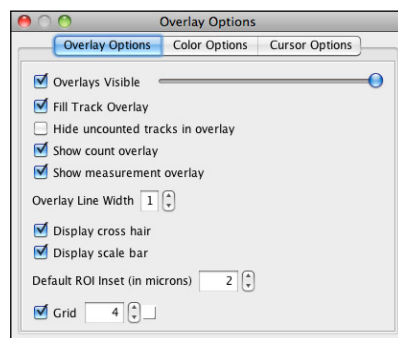 Overlay Options
Overlay Options Color Options Cursor Options
Overlays Visible
Fill Track Overlay
Hide uncounted tracks in overlay
Show count overlay
Show measurement overlay
Overlay Line Width 1
Display cross hair
Display scale bar
Default ROI Inset (in microns) 2
Grid 4